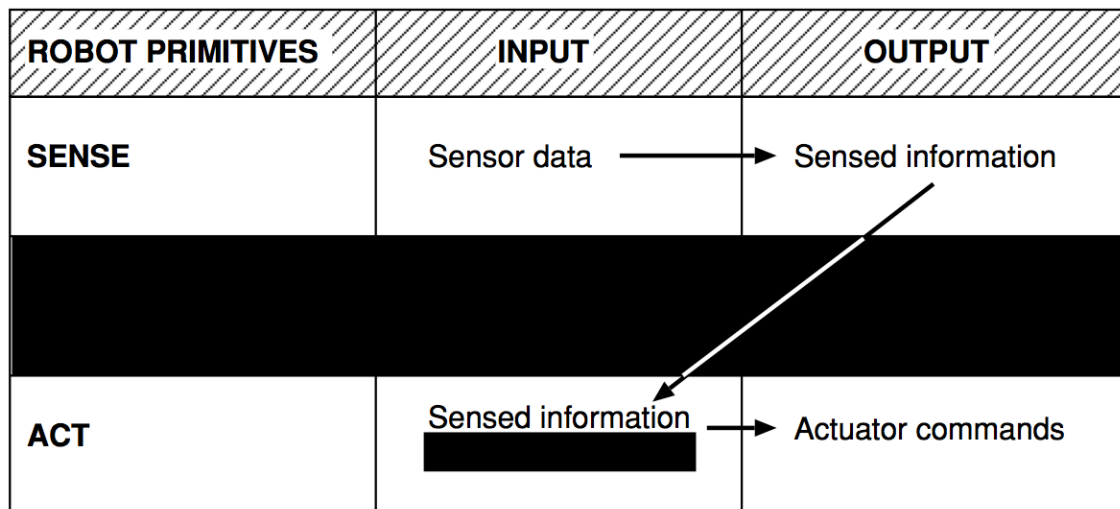 ROBOT PRIMITIVES INPUT OUTPUT
SENSE Sensor data Sensed information
ACT Sensed information Actuator commands